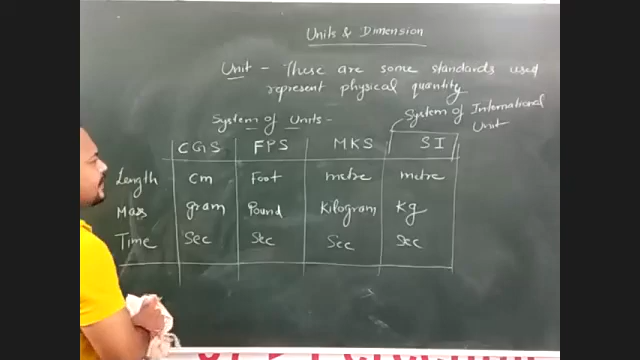 Units & Dimension
Unit - These are some standards used
represent physical quantity
System of Units -
System of International
Unit
CGS FPS MKS SI
Length cm Foot metre metre
Mass gram Pound Kilogram Kg
Time Sec Sec Sec Sec